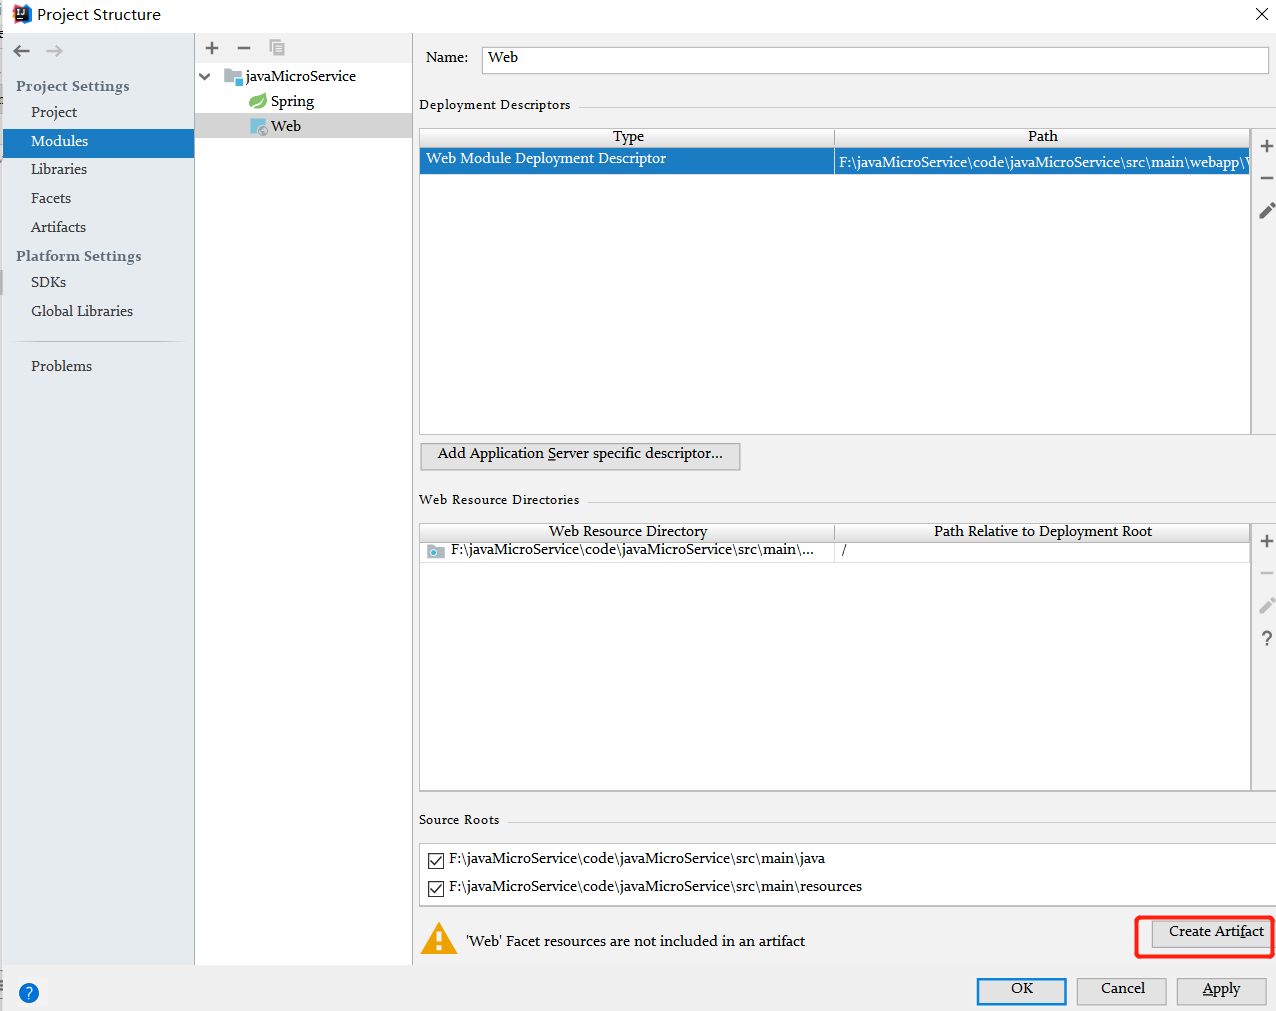 Project Structure
Project Settings
Project
Modules
Libraries
Facets
Artifacts
Platform Settings
SDKs
Global Libraries
Problems
javaMicroService
Spring
Web
Name: Web
Deployment Descriptors
Type Path
Web Module Deployment Descriptor F:\javaMicroService\code\javaMicroService\src\main\webapp\
Add Application Server specific descriptor...
Web Resource Directories
Web Resource Directory Path Relative to Deployment Root
F:\javaMicroService\code\javaMicroService\src\main\... /
Source Roots
F:\javaMicroService\code\javaMicroService\src\main\java
F:\javaMicroService\code\javaMicroService\src\main\resources
'Web' Facet resources are not included in an artifact
Create Artifact
OK Cancel Apply